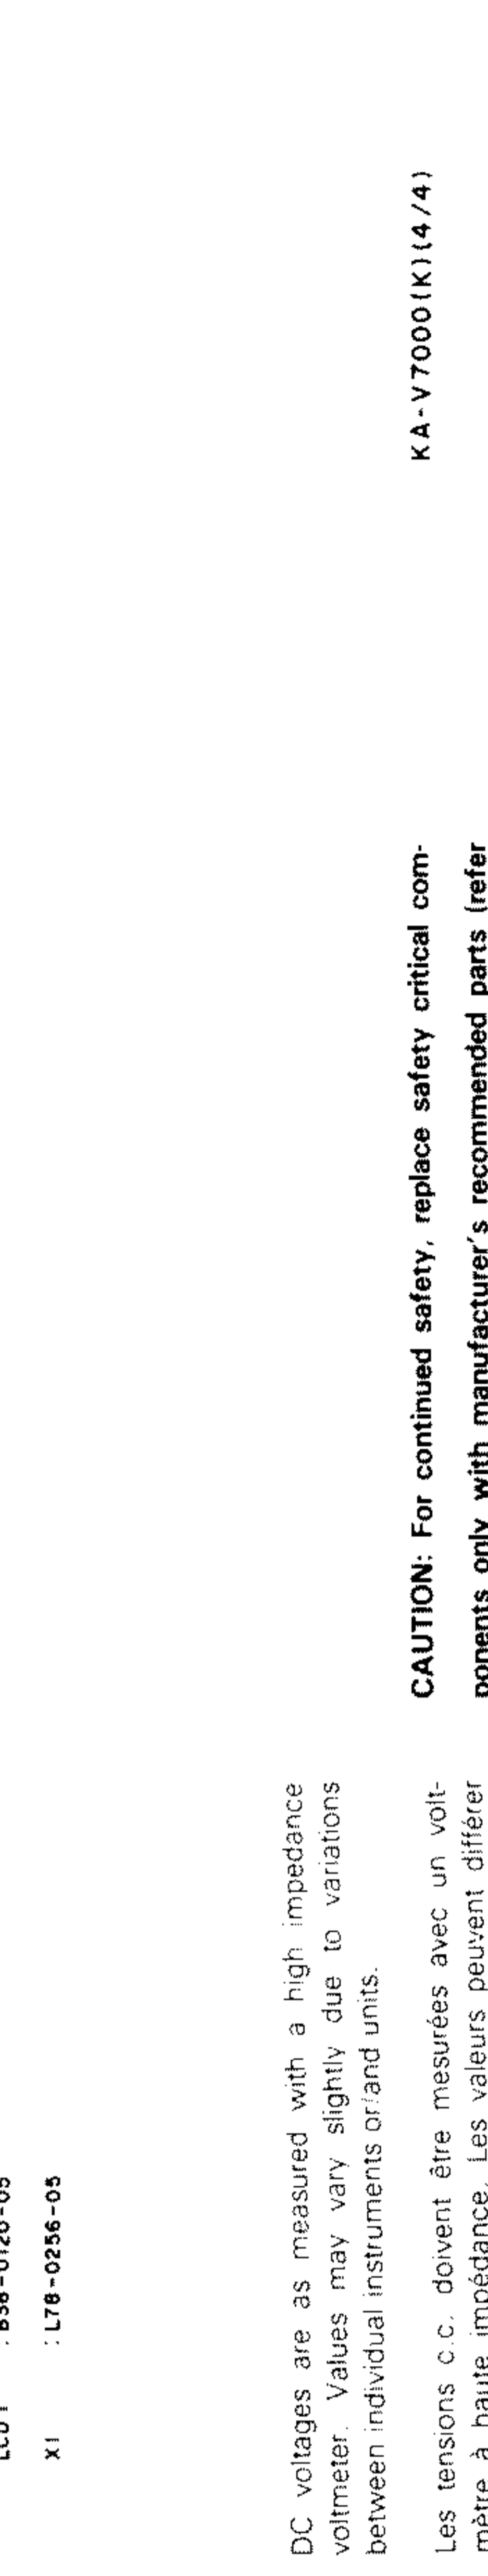 X1 : L78-0256-05
DC voltages are as measured with a high impedance
voltmeter. Values may vary slightly due to variations
between individual instruments or/and units.
Les tensions c.c. doivent être mesurées avec un volt-
mètre à haute impédance. Les valeurs peuvent différer
CAUTION: For continued safety, replace safety critical com-
ponents only with manufacturer's recommended parts (refer
KA-V7000(K)(4/4)